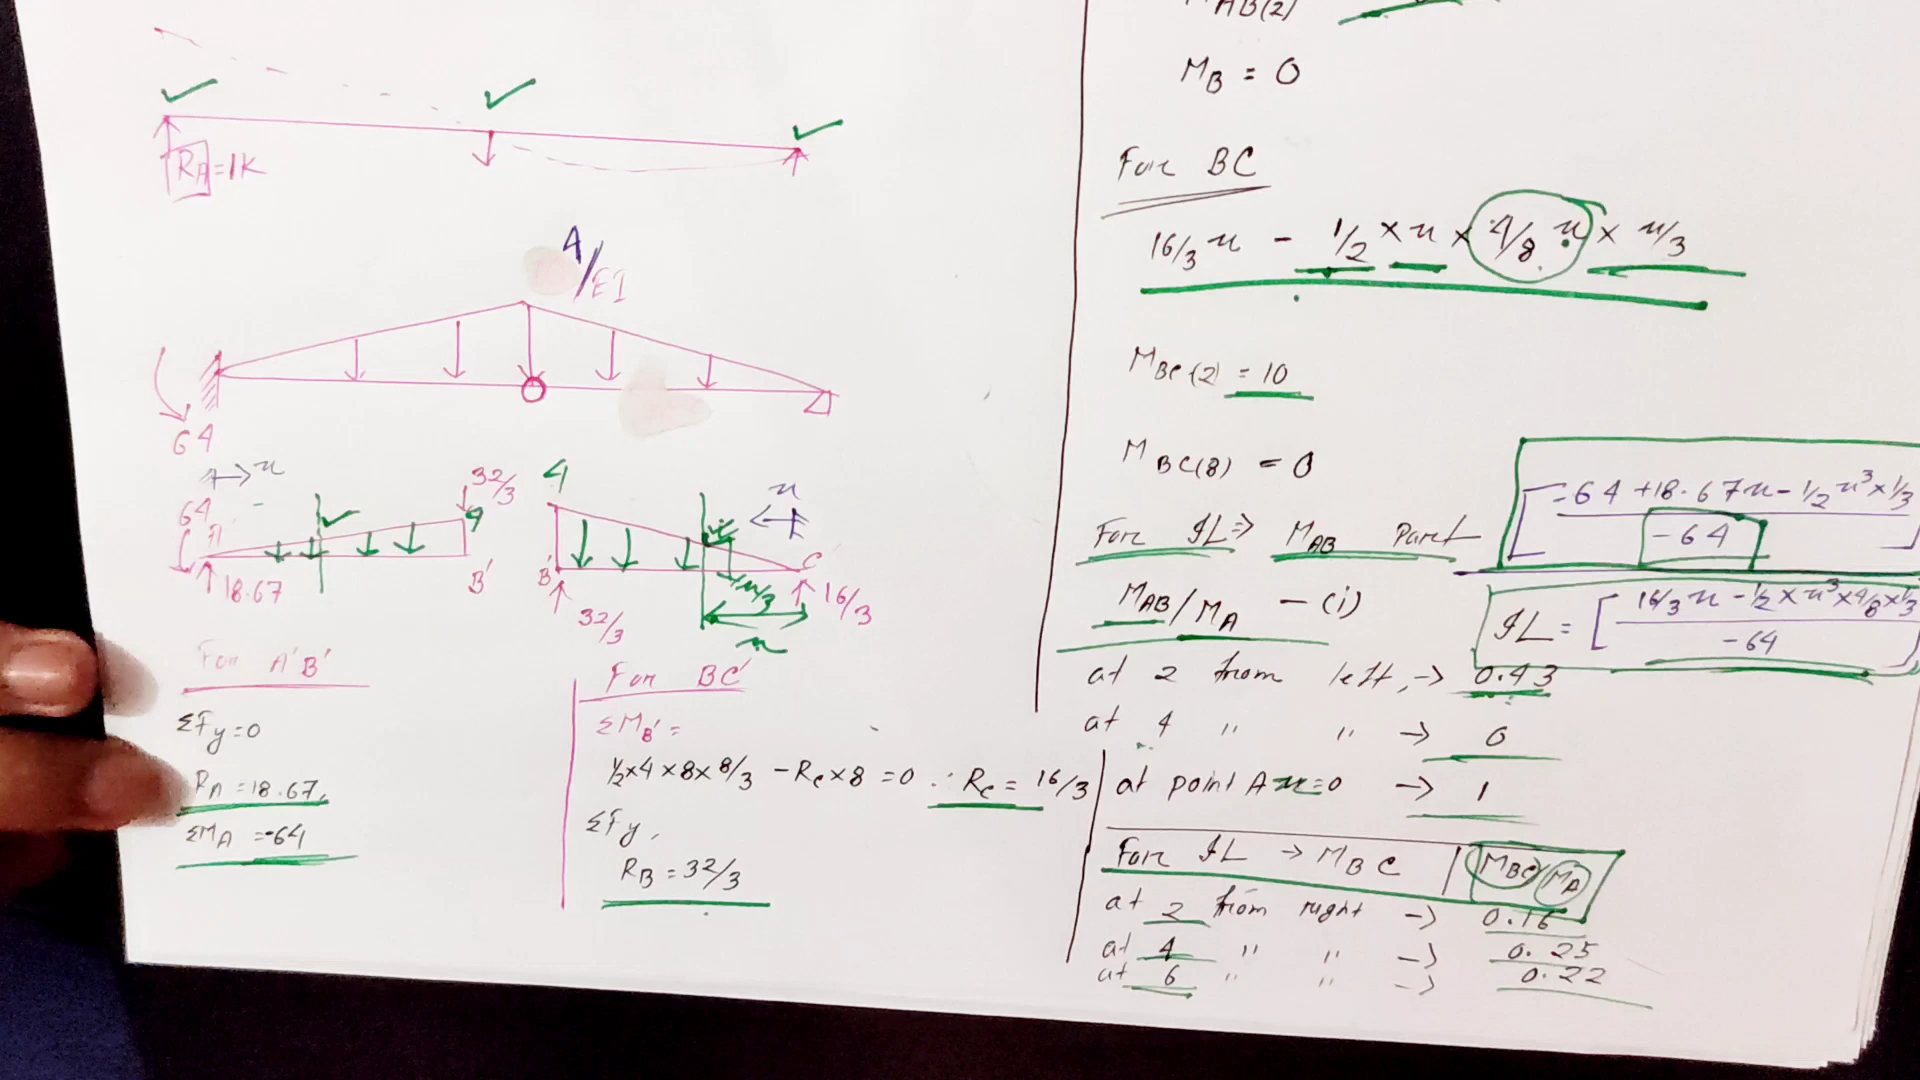 RA = 1K
4/EI
64
→ x
64
32/3
4
18.67
B'
4
x
B'
C
32/3
x/3
16/3
x
For A'B'
ΣFy=0
RA = 18.67,
ΣMA = -64
For BC'
ΣMB' =
1/2 x 4 x 8 x 8/3 - Rc x 8 = 0 ∴ Rc = 16/3
ΣFy,
RB = 32/3
MAB(2)
MB = 0
For BC
16/3 x - 1/2 × x × 4/8 x × x/3
MBC(2) = 10
MBC(8) = 0
For IL ⇒ MAB Part
-64 + 18.67x - 1/2 x³ × 1/3
-64
MAB/MA - (i)
IL = [16/3 x - 1/2 × x³ × 4/8 × 1/3
-64]
at 2 from left, → 0.43
at 4 " " → 0
at point A x=0 → 1
For IL → MBC | MBC/MA
at 2 from right → 0.16
at 4 " " → 0.25
at 6 " " → 0.22